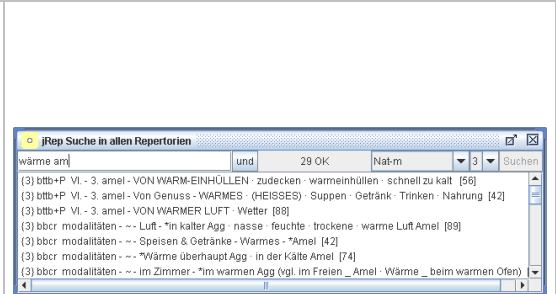 jRep Suche in allen Repertorien
wärme am und 29 OK Nat-m 3 Suchen
(3) bttb+P VI. - 3. amel - VON WARM-EINHÜLLEN · zudecken · warmeinhüllen · schnell zu kalt [56]
(3) bttb+P VI. - 3. amel - Von Genuss - WARMES · (HEISSES) · Suppen · Getränk · Trinken · Nahrung [42]
(3) bttb+P VI. - 3. amel - VON WARMER LUFT · Wetter [88]
(3) bbcr modalitäten - ~ - Luft - *in kalter Agg · nasse · feuchte · trockene · warme Luft Amel [89]
(3) bbcr modalitäten - ~ - Speisen & Getränke - Warmes - *Amel [42]
(3) bbcr modalitäten - ~ - *Wärme überhaupt Agg · in der Kälte Amel [74]
(3) bbcr modalitäten - ~ - im Zimmer - *im warmen Agg (vgl. im Freien _ Amel · Wärme _ beim warmen Ofen)